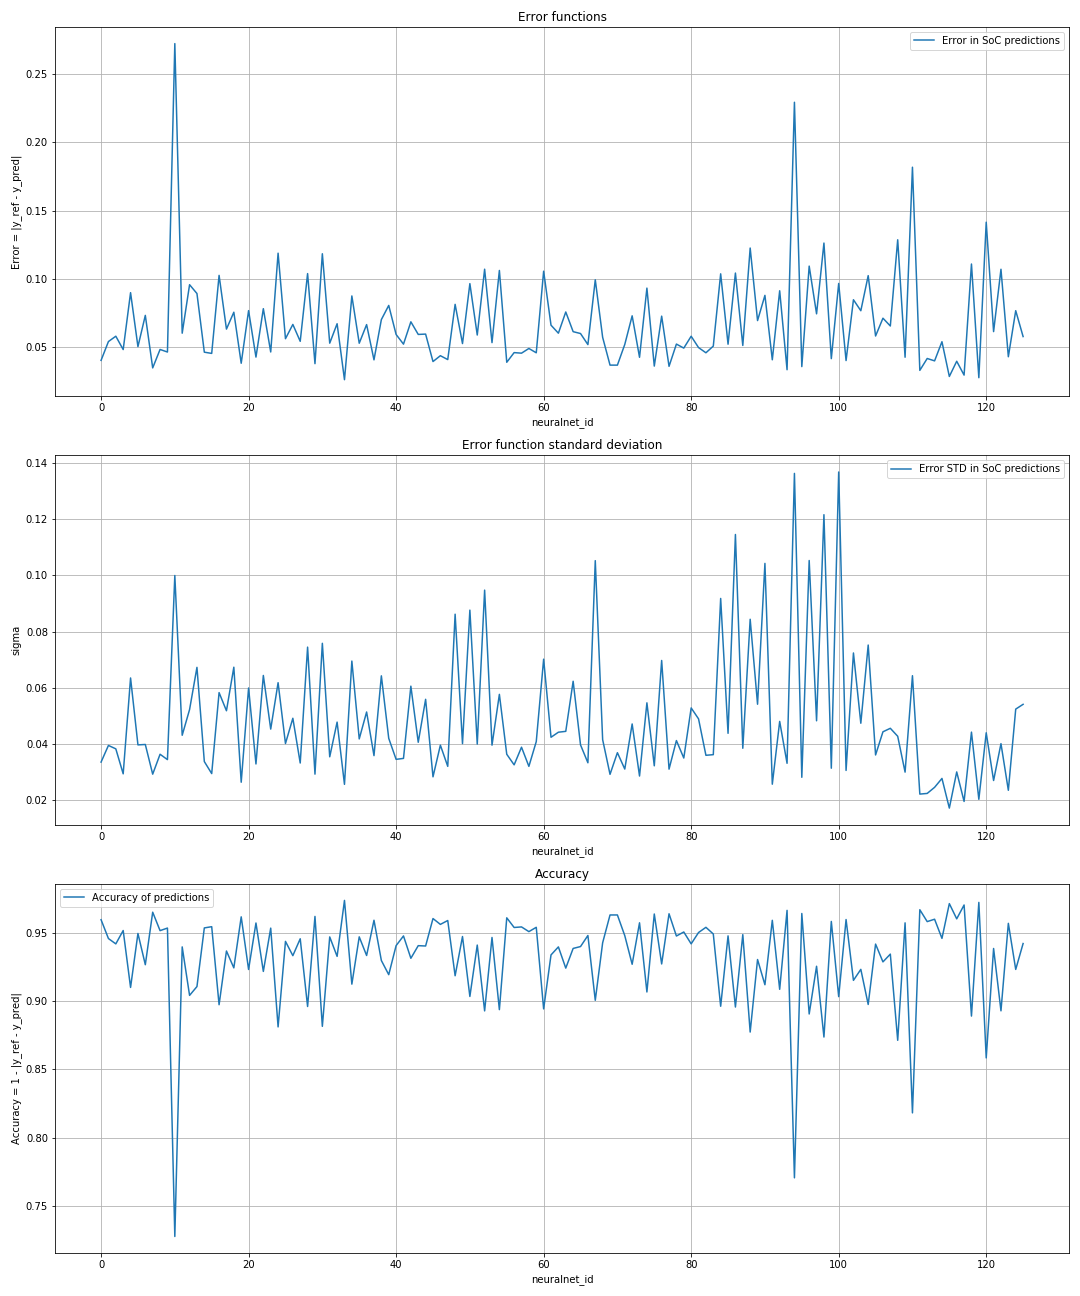 Error functions
Error in SoC predictions
Error = |y_ref - y_pred|
0.25
0.20
0.15
0.10
0.05
0 20 40 60 80 100 120
neuralnet_id
Error function standard deviation
Error STD in SoC predictions
sigma
0.14
0.12
0.10
0.08
0.06
0.04
0.02
0 20 40 60 80 100 120
neuralnet_id
Accuracy
Accuracy of predictions
Accuracy = 1 - |y_ref - y_pred|
0.95
0.90
0.85
0.80
0.75
0 20 40 60 80 100 120
neuralnet_id